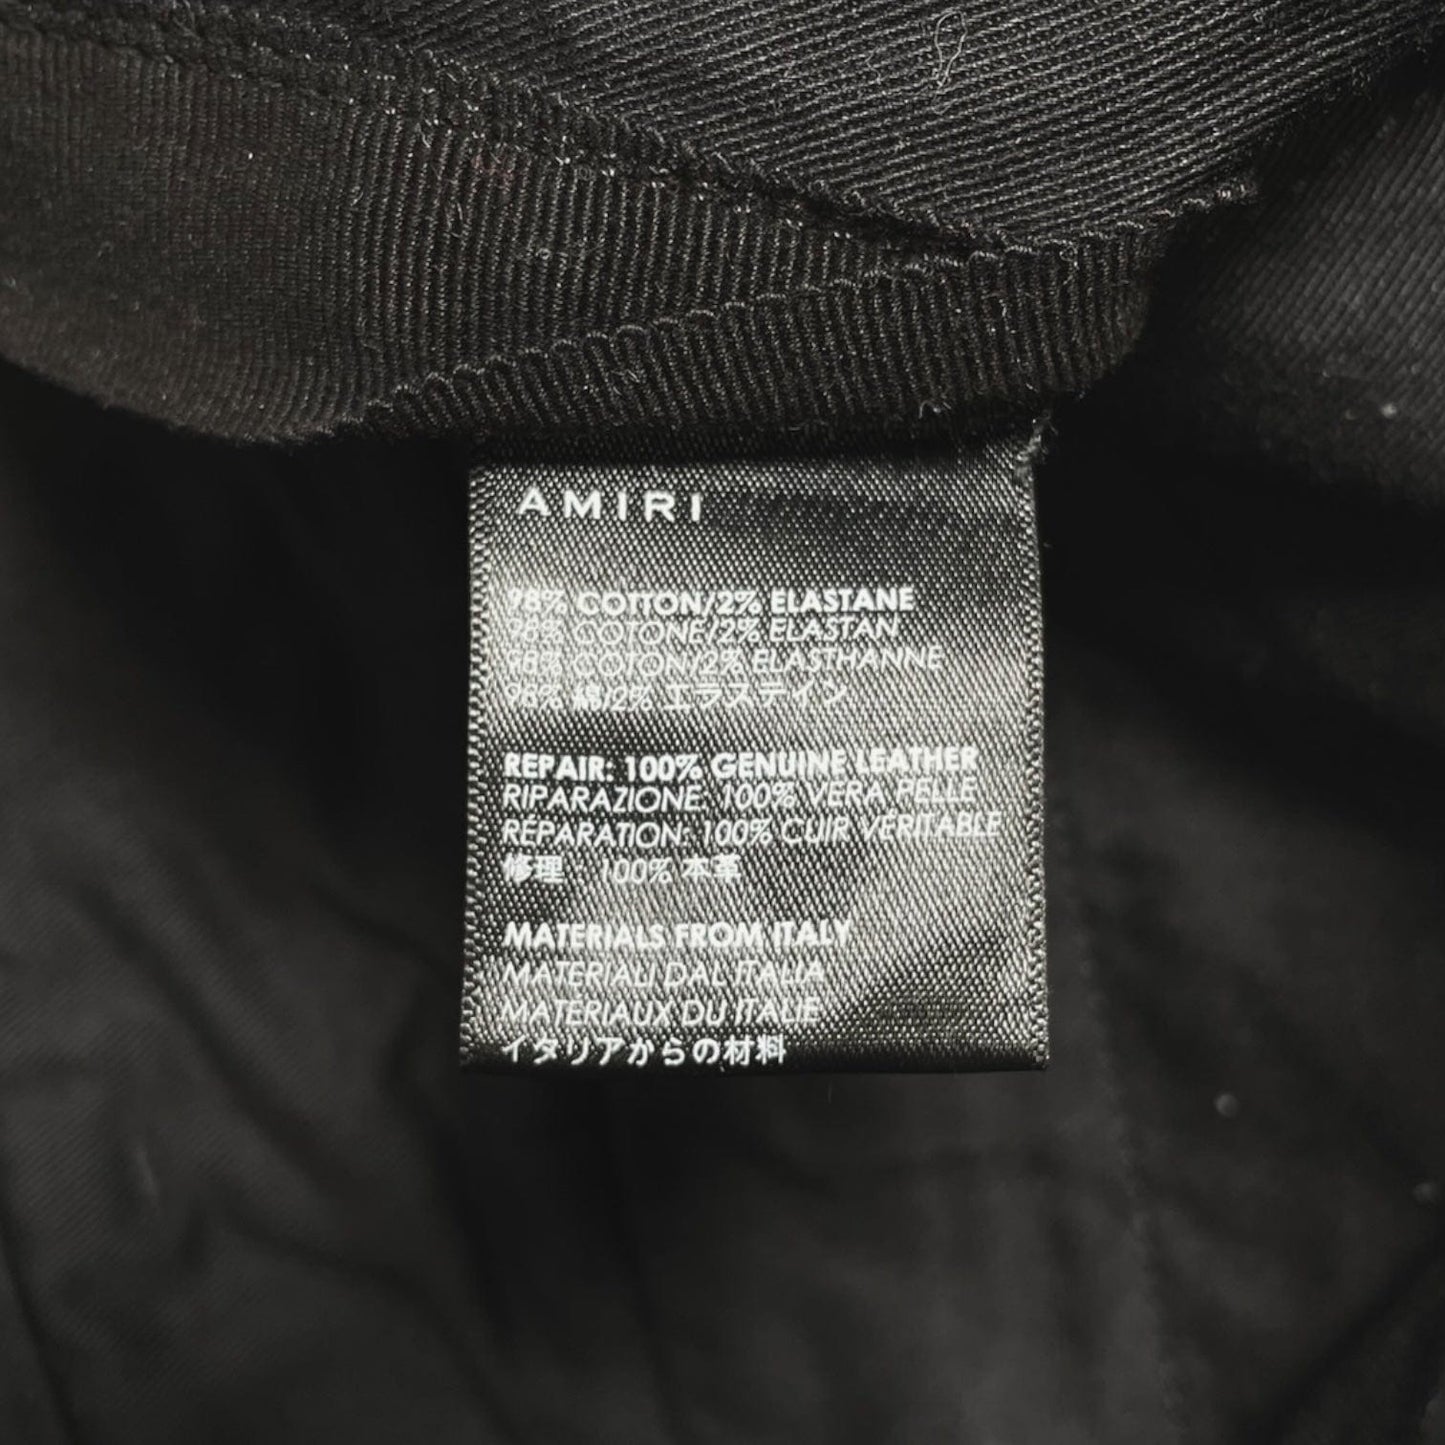 AMIRI
98% COTTON/2% ELASTANE
98% COTONE/2% ELASTAN
98% COTON/2% ELASTHANNE
98% 綿/2% エラステイン
REPAIR: 100% GENUINE LEATHER
RIPARAZIONE: 100% VERA PELLE
REPARATION: 100% CUIR VERITABLE
修理 - 100% 本革
MATERIALS FROM ITALY
MATERIALI DAL ITALIA
MATERIAUX DU ITALIE
イタリアからの材料